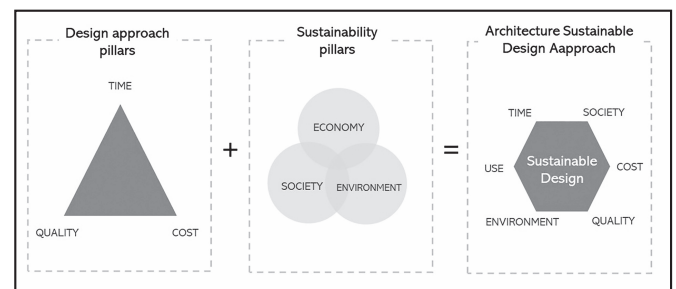 Design approach
pillars
TIME
QUALITY
COST
+
Sustainability
pillars
ECONOMY
SOCIETY
ENVIRONMENT
=
Architecture Sustainable
Design Aapproach
TIME
SOCIETY
USE
Sustainable
Design
COST
ENVIRONMENT
QUALITY